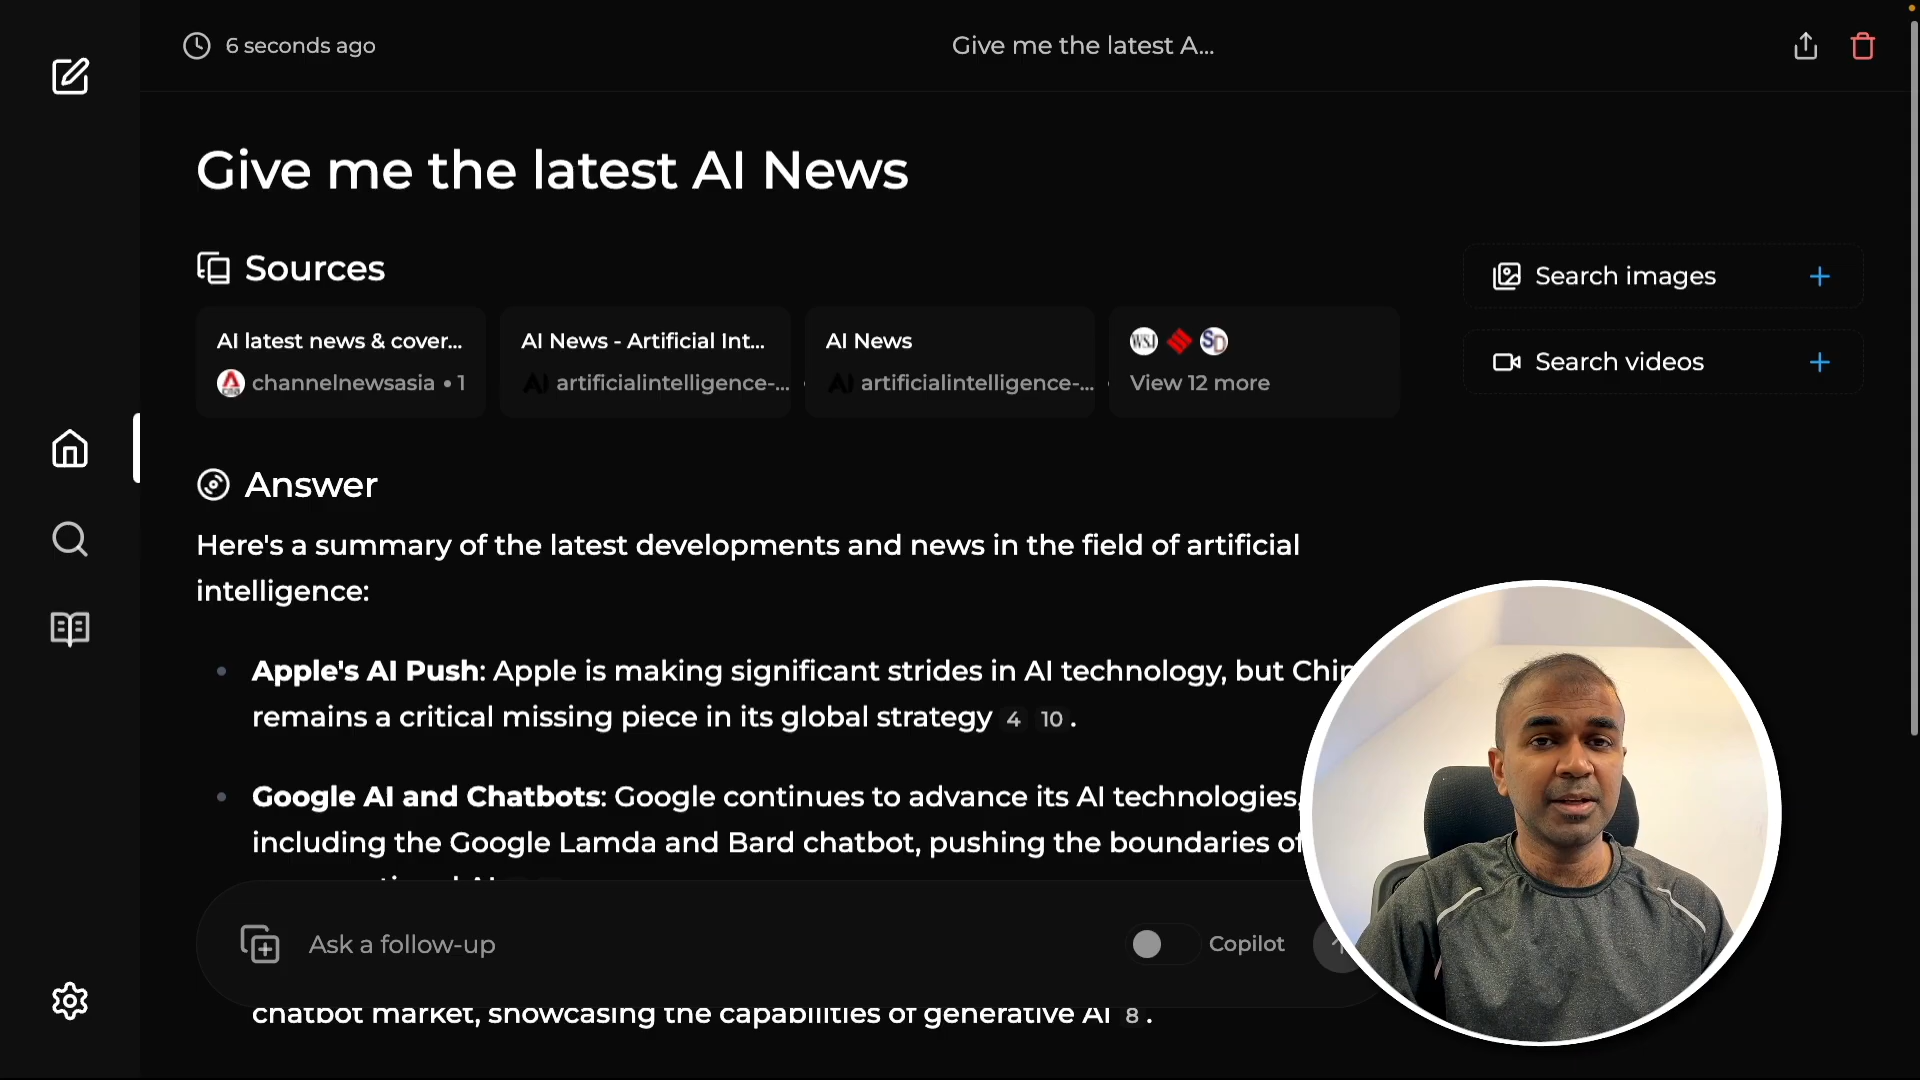 6 seconds ago
Give me the latest A...
Give me the latest AI News
Sources
Search images
AI latest news & cover...
AI News - Artificial Int...
AI News
WSJ
SD
channelnewsasia • 1
artificialintelligence-...
artificialintelligence-...
View 12 more
Search videos
Answer
Here's a summary of the latest developments and news in the field of artificial
intelligence:
• Apple's AI Push: Apple is making significant strides in AI technology, but
remains a critical missing piece in its global strategy 4 10 .
• Google AI and Chatbots: Google continues to advance its AI technologies,
including the Google Lamda and Bard chatbot, pushing the boundaries of
AI
Ask a follow-up
Copilot
chatbot market, showcasing the capabilities of generative AI 8 .